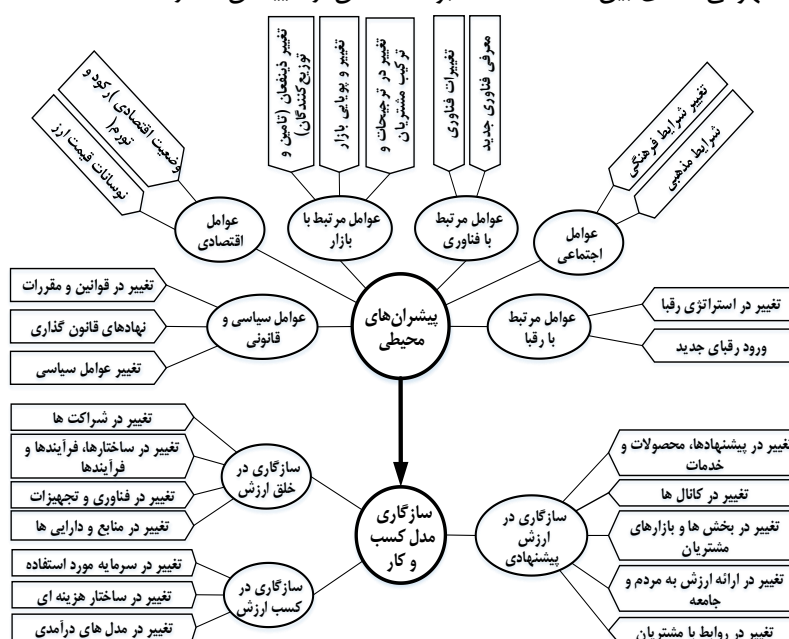 تغییر ذینفعان (تامین و
توزیع کنندگان)
تغییر و پویایی بازار
تغییر در ترجیحات و
ترکیب مشتریان
تغییرات فناوری
معرفی فناوری جدید
وضعیت اقتصادی )رکود و
تورم(
نوسانات قیمت ارز
تغییر شرایط فرهنگی
شرایط مذهبی
عوامل
اقتصادی
عوامل مرتبط با
بازار
عوامل مرتبط
با فناوری
عوامل
اجتماعی
تغییر در قوانین و مقررات
نهادهای قانون گذاری
تغییر عوامل سیاسی
عوامل سیاسی و
قانونی
پیشران‌های
محیطی
عوامل مرتبط
با رقبا
تغییر در استراتژی رقبا
ورود رقبای جدید
تغییر در شراکت ها
تغییر در ساختارها، فرآیندها و
فرآیندها
تغییر در فناوری و تجهیزات
تغییر در منابع و دارایی ها
سازگاری در
خلق ارزش
تغییر در سرمایه مورد استفاده
تغییر در ساختار هزینه ای
تغییر در مدل های درآمدی
سازگاری در
کسب ارزش
سازگاری
مدل کسب
و کار
سازگاری در
ارزش
پیشنهادی
تغییر در پیشنهادها، محصولات و
خدمات
تغییر در کانال ها
تغییر در بخش ها و بازارهای
مشتریان
تغییر در ارائه ارزش به مردم و
جامعه
تغییر در روابط با مشتریان